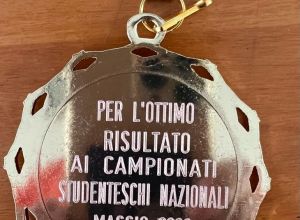 PER L'OTTIMO
RISULTATO
AI CAMPIONATI
STUDENTESCHI NAZIONALI
MAGGIO